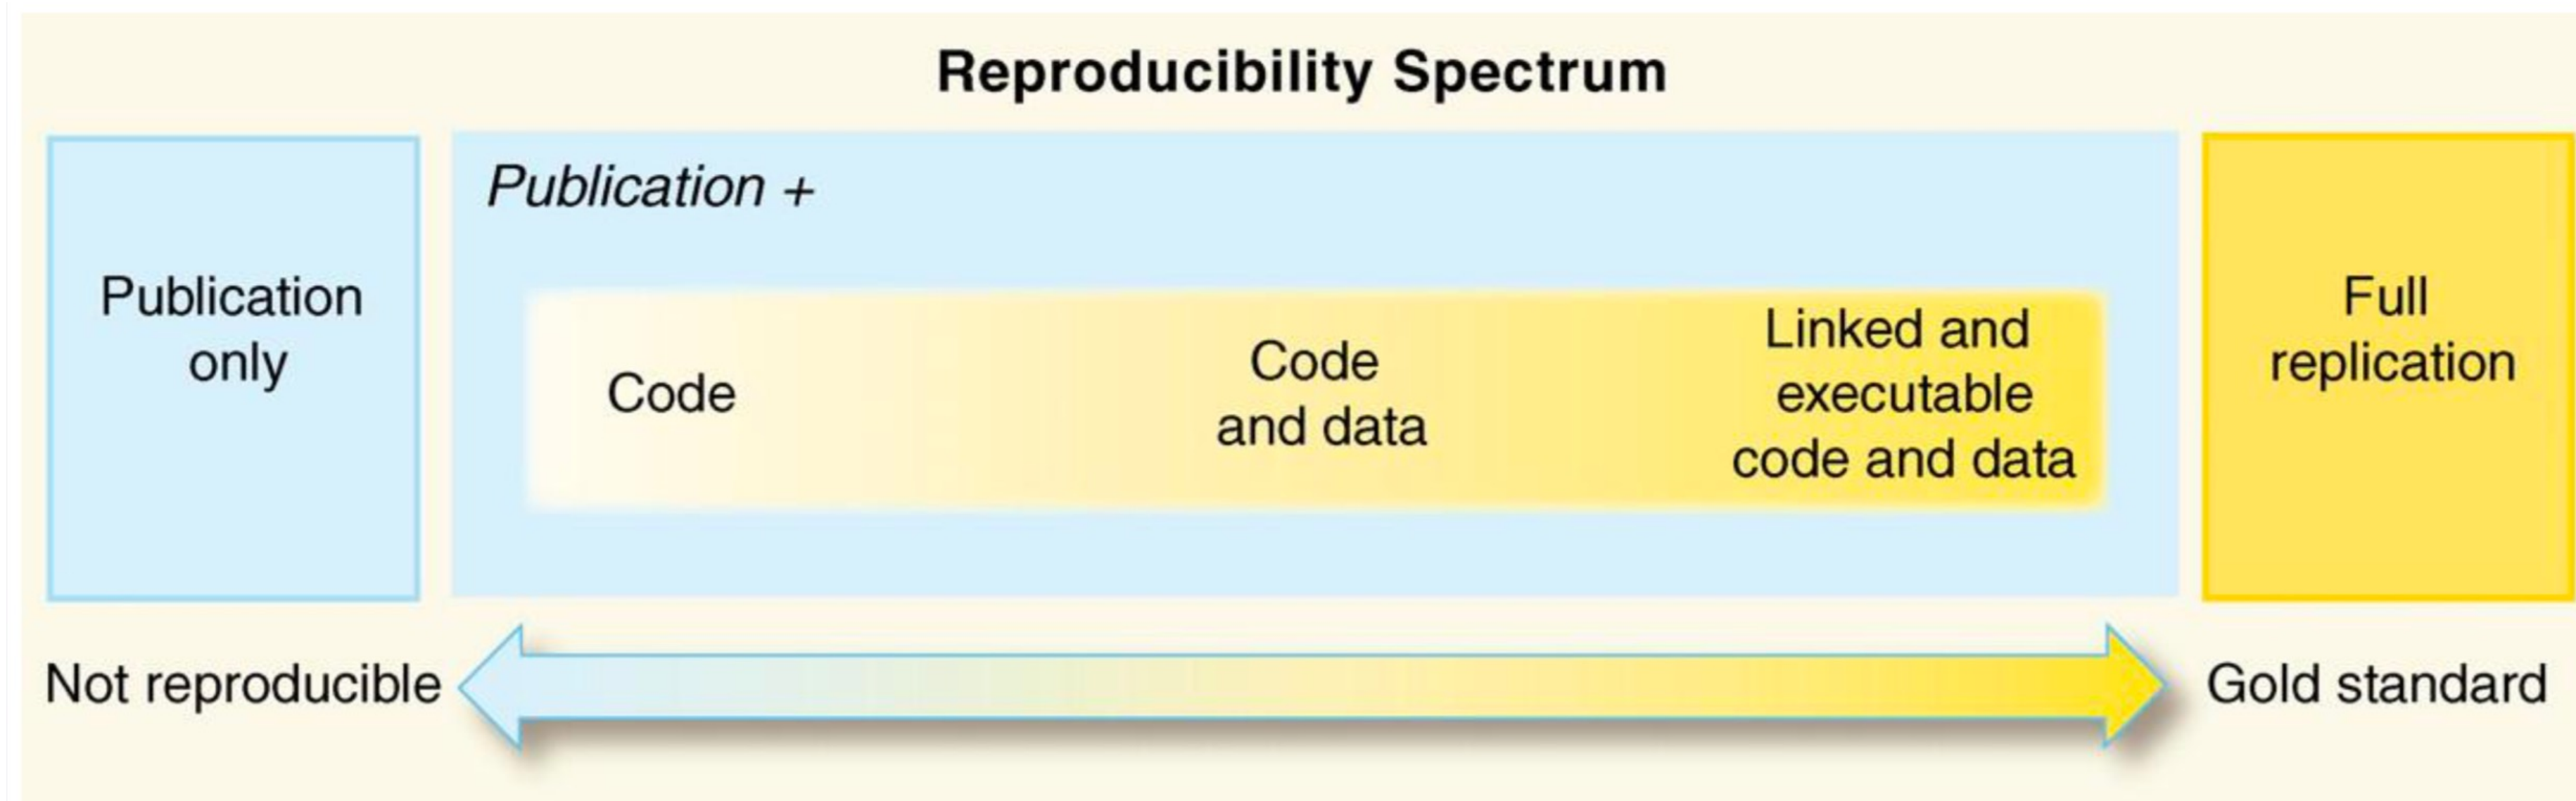 Reproducibility Spectrum
Publication
only
Publication +
Code
Code
and data
Linked and
executable
code and data
Full
replication
Not reproducible
Gold standard